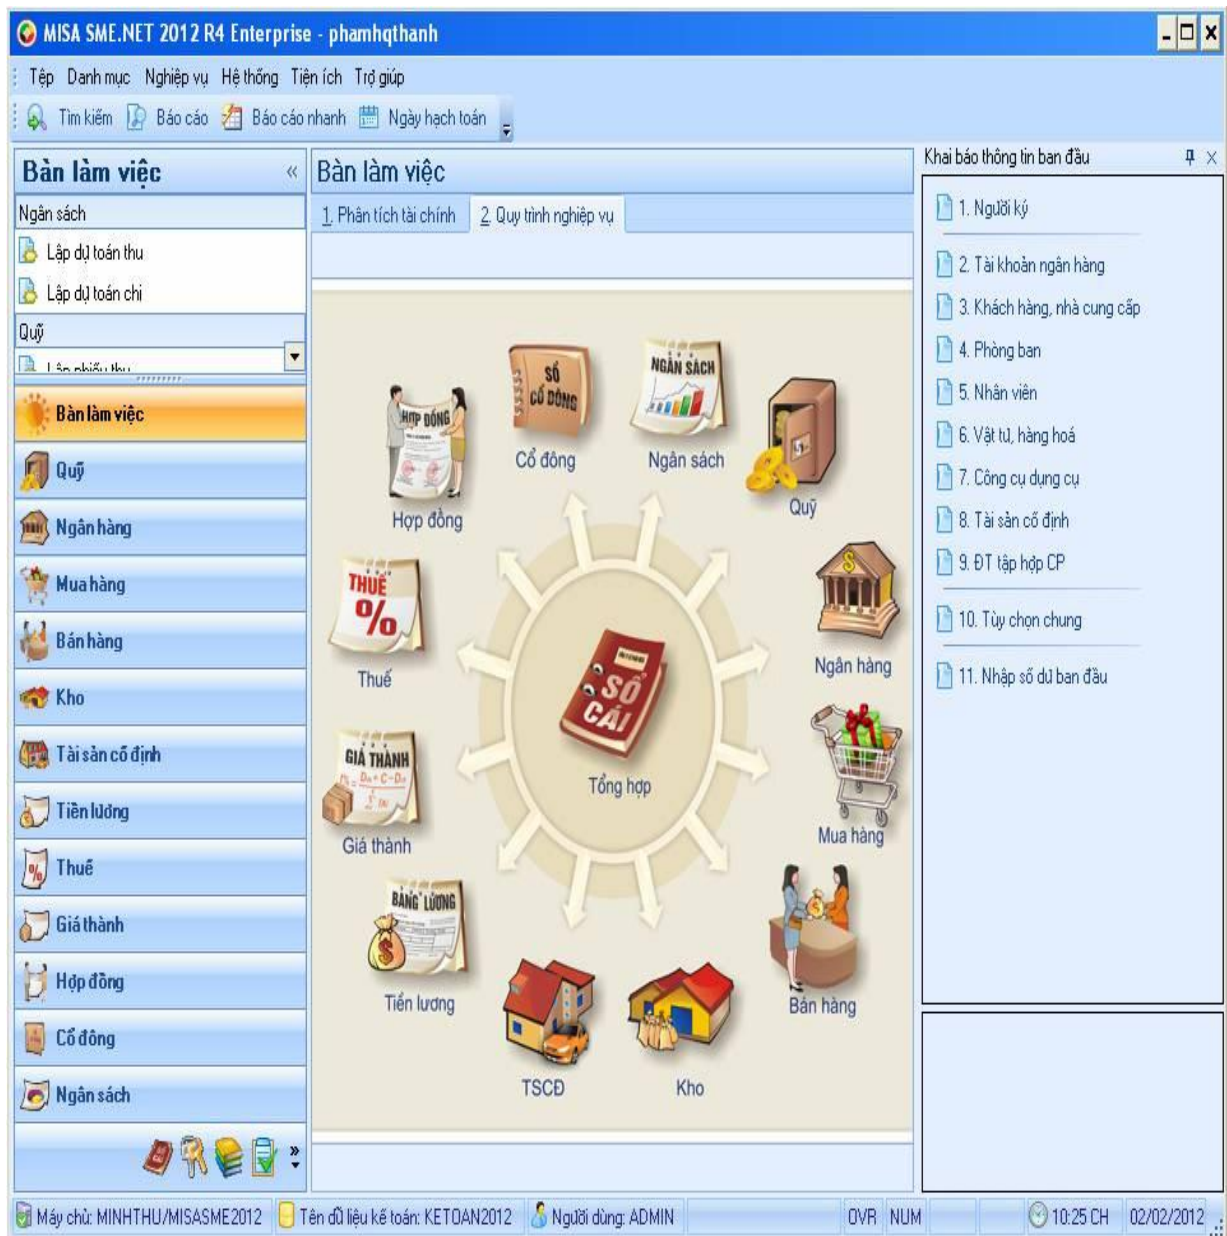 MISA SME.NET 2012 R4 Enterprise - phamhqthanh
Tệp Danh mục Nghiệp vụ Hệ thống Tiện ích Trợ giúp
Tìm kiếm Báo cáo Báo cáo nhanh Ngày hạch toán
Bàn làm việc «
Ngân sách
Lập dự toán thu
Lập dự toán chi
Quỹ
Lập phiếu thu
Bàn làm việc
Quỹ
Ngân hàng
Mua hàng
Bán hàng
Kho
Tài sản cố định
Tiền lương
Thuế
Giá thành
Hợp đồng
Cổ đông
Ngân sách
Bàn làm việc
1. Phân tích tài chính 2. Quy trình nghiệp vụ
HỢP ĐỒNG
Hợp đồng
SỔ
CỔ ĐÔNG
Cổ đông
NGÂN SÁCH
Ngân sách
Quỹ
THUẾ
%
Thuế
Ngân hàng
SỔ
CÁI
Tổng hợp
GIÁ THÀNH
Giá thành
Mua hàng
BẢNG LƯƠNG
Tiền lương
TSCĐ
Kho
Bán hàng
Khai báo thông tin ban đầu
1. Người ký
2. Tài khoản ngân hàng
3. Khách hàng, nhà cung cấp
4. Phòng ban
5. Nhân viên
6. Vật tư, hàng hoá
7. Công cụ dụng cụ
8. Tài sản cố định
9. ĐT tập hợp CP
10. Tùy chọn chung
11. Nhập số dư ban đầu
Máy chủ: MINHTHU/MISASME2012 Tên dữ liệu kế toán: KETOAN2012 Người dùng: ADMIN OVR NUM 10:25 CH 02/02/2012